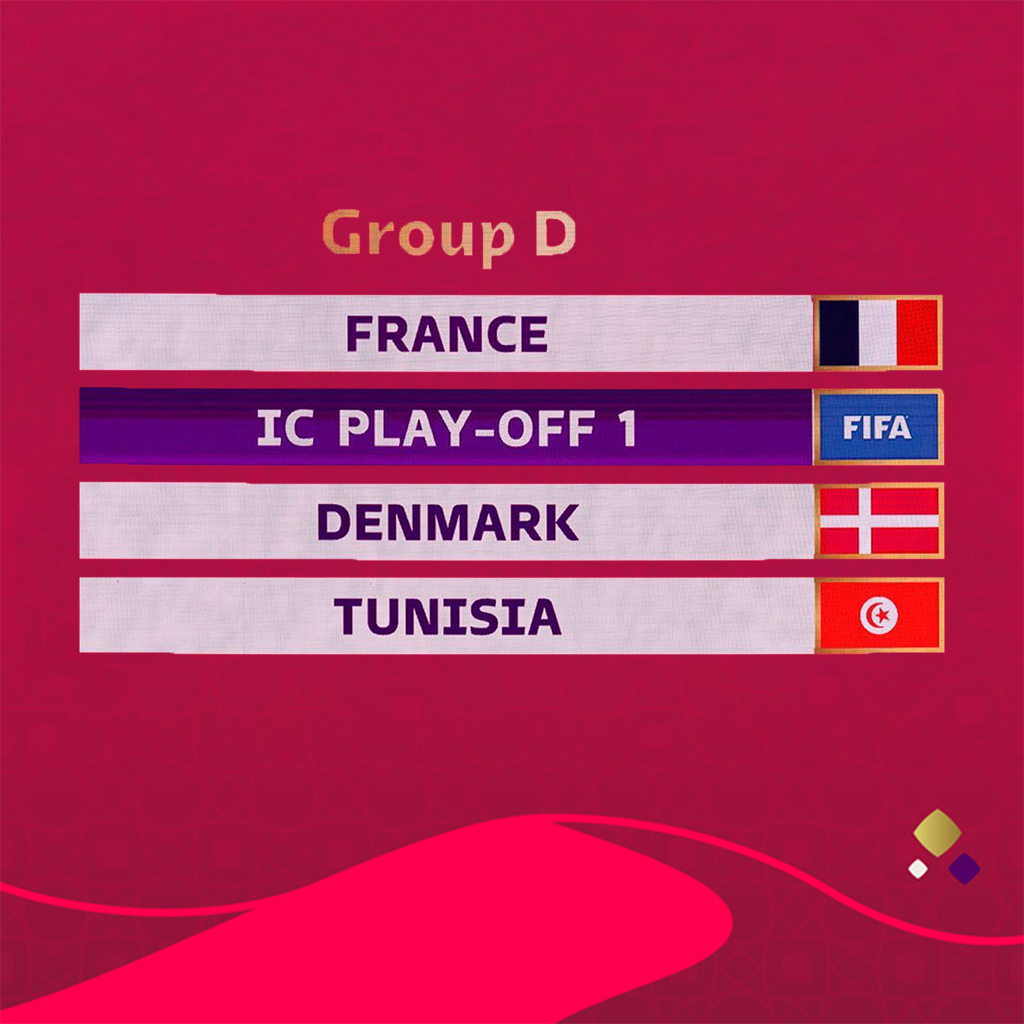 Group D
FRANCE
IC PLAY-OFF 1
FIFA
DENMARK
TUNISIA